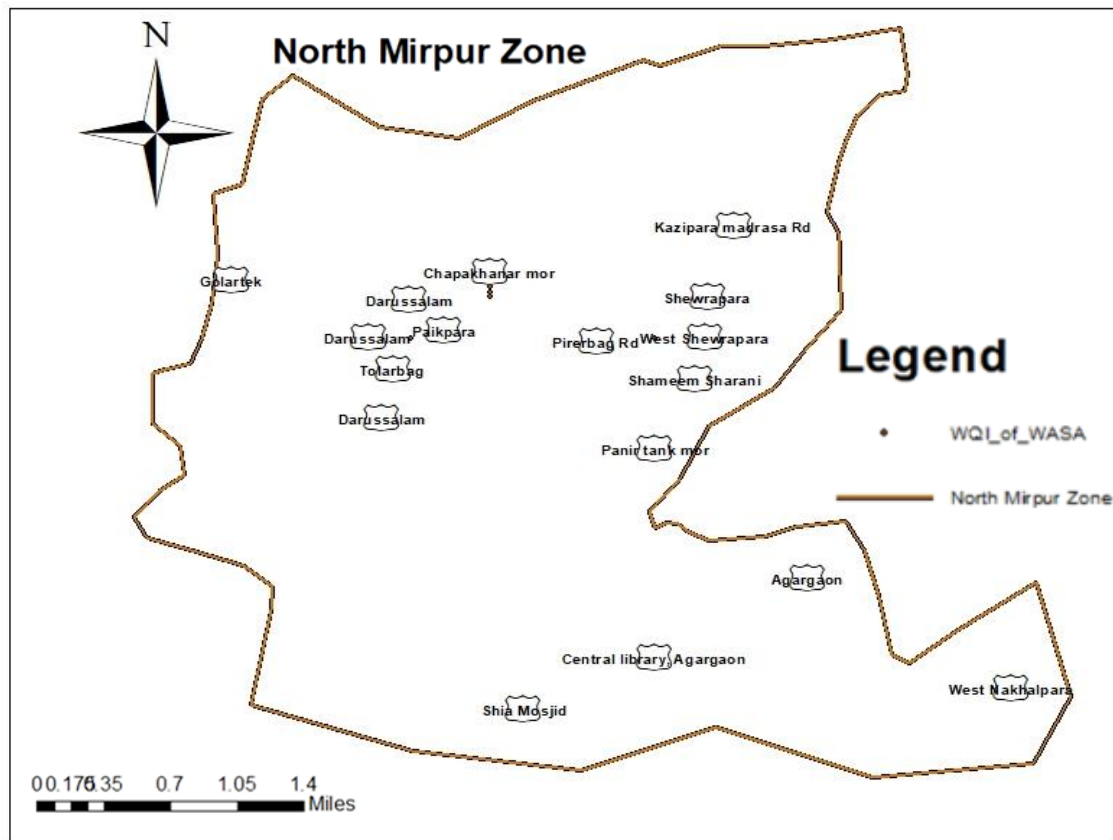 N
North Mirpur Zone
Kazipara madrasa Rd
Chapakhanar mor
Golartek
Darussalam
Shewrapara
Paikpara
Darussalam
Pirerbag Rd
West Shewrapara
Legend
Tolarbag
Shameem Sharani
Darussalam
WQI_of_WASA
Panir tank mor
North Mirpur Zone
Agargaon
Central library, Agargaon
West Nakhalpara
Shia Mosjid
0 0.175 0.35 0.7 1.05 1.4
Miles